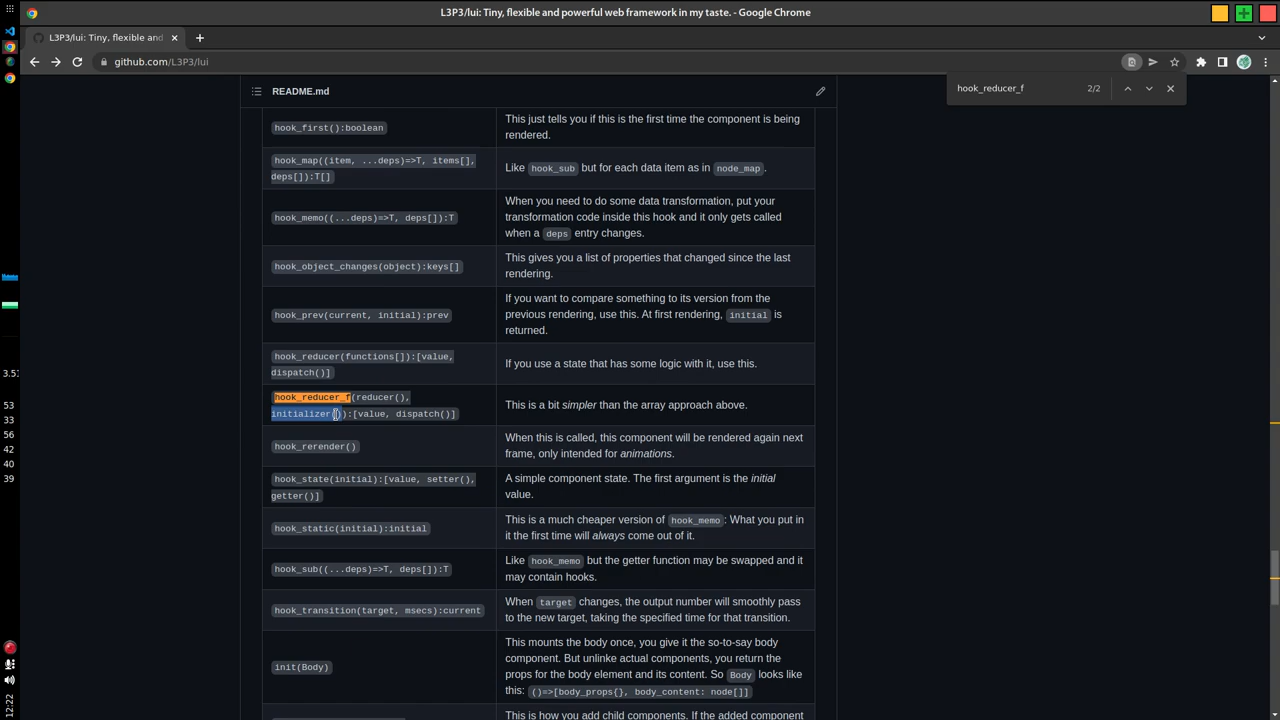 L3P3/lui: Tiny, flexible and powerful web framework in my taste. - Google Chrome
L3P3/lui: Tiny, flexible and
github.com/L3P3/lui
hook_reducer_f
2/2
README.md
hook_first():boolean
This just tells you if this is the first time the component is being
rendered.
hook_map((item, ...deps)=>T, items[],
deps[]):T[]
Like hook_sub but for each data item as in node_map.
hook_memo((...deps)=>T, deps[]):T
When you need to do some data transformation, put your
transformation code inside this hook and it only gets called
when a deps entry changes.
hook_object_changes(object):keys[]
This gives you a list of properties that changed since the last
rendering.
hook_prev(current, initial):prev
If you want to compare something to its version from the
previous rendering, use this. At first rendering, initial is
returned.
hook_reducer(functions[]):[value,
dispatch()]
If you use a state that has some logic with it, use this.
hook_reducer_f(reducer(),
initializer()):[value, dispatch()]
This is a bit simpler than the array approach above.
hook_rerender()
When this is called, this component will be rendered again next
frame, only intended for animations.
hook_state(initial):[value, setter(),
getter()]
A simple component state. The first argument is the initial
value.
hook_static(initial):initial
This is a much cheaper version of hook_memo: What you put in
it the first time will always come out of it.
hook_sub((...deps)=>T, deps[]):T
Like hook_memo but the getter function may be swapped and it
may contain hooks.
hook_transition(target, msecs):current
When target changes, the output number will smoothly pass
to the new target, taking the specified time for that transition.
init(Body)
This mounts the body once, you give it the so-to-say body
component. But unlinke actual components, you return the
props for the body element and its content. So Body looks like
this: ()=>[body_props{}, body_content: node[]]
This is how you add child components. If the added component
3.51
53
33
56
42
40
39
12:22